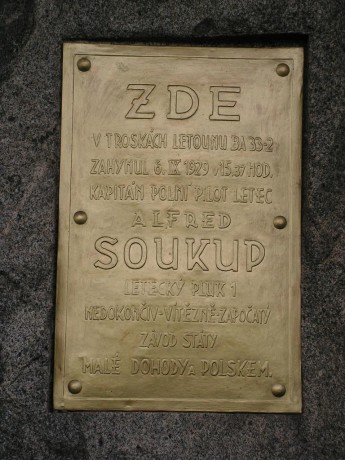 ZDE
V TROSKÁCH LETOUNU BA 33-2
ZAHYNUL 6. IX 1929 V 15.37 HOD.
KAPITÁN POLNÍ PILOT LETEC
ALFRED
SOUKUP
LETECKÝ PLUK 1
NEDOKONČIV-VÍTĚZNĚ-ZAPOČATÝ
ZÁVOD STÁTY
MALÉ DOHODY A POLSKEM.